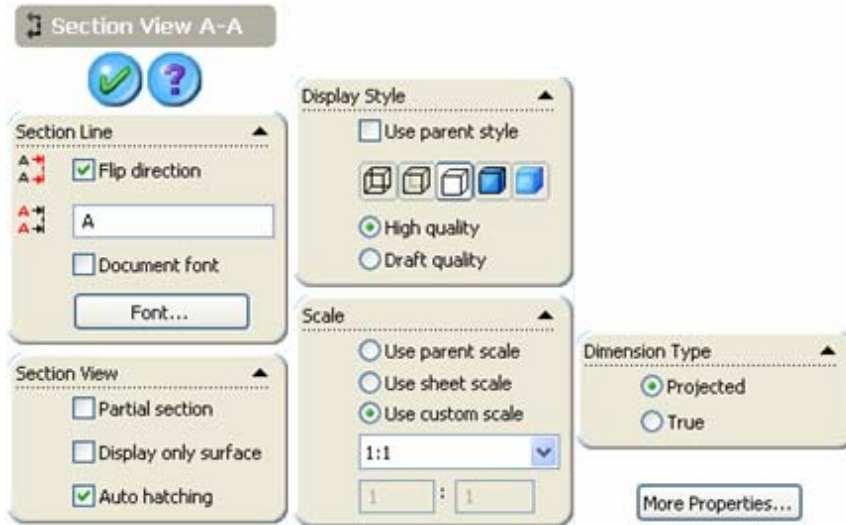 Section View A-A
Section Line
A
A
Flip direction
A
A
A
Document font
Font...
Section View
Partial section
Display only surface
Auto hatching
Display Style
Use parent style
High quality
Draft quality
Scale
Use parent scale
Use sheet scale
Use custom scale
1:1
1 : 1
Dimension Type
Projected
True
More Properties...